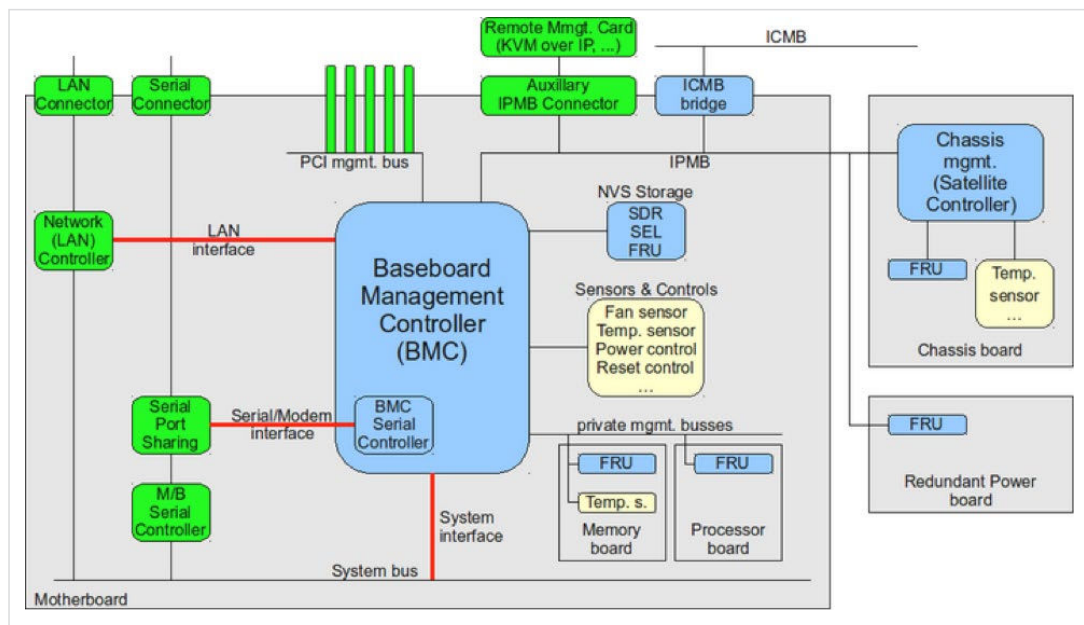 Remote Mmgt. Card
(KVM over IP, ...)
ICMB
LAN
Connector
Serial
Connector
Auxillary
IPMB Connector
ICMB
bridge
PCI mgmt. bus
IPMB
Chassis
mgmt.
(Satellite
Controller)
NVS Storage
SDR
SEL
FRU
Network
(LAN)
Controller
LAN
interface
Baseboard
Management
Controller
(BMC)
FRU
Temp.
sensor
...
Chassis board
Sensors & Controls
Fan sensor
Temp. sensor
Power control
Reset control
...
Serial
Port
Sharing
Serial/Modem
interface
BMC
Serial
Controller
private mgmt. busses
FRU
Temp. s.
Memory
board
FRU
Processor
board
FRU
Redundant Power
board
M/B
Serial
Controller
System
interface
System bus
Motherboard